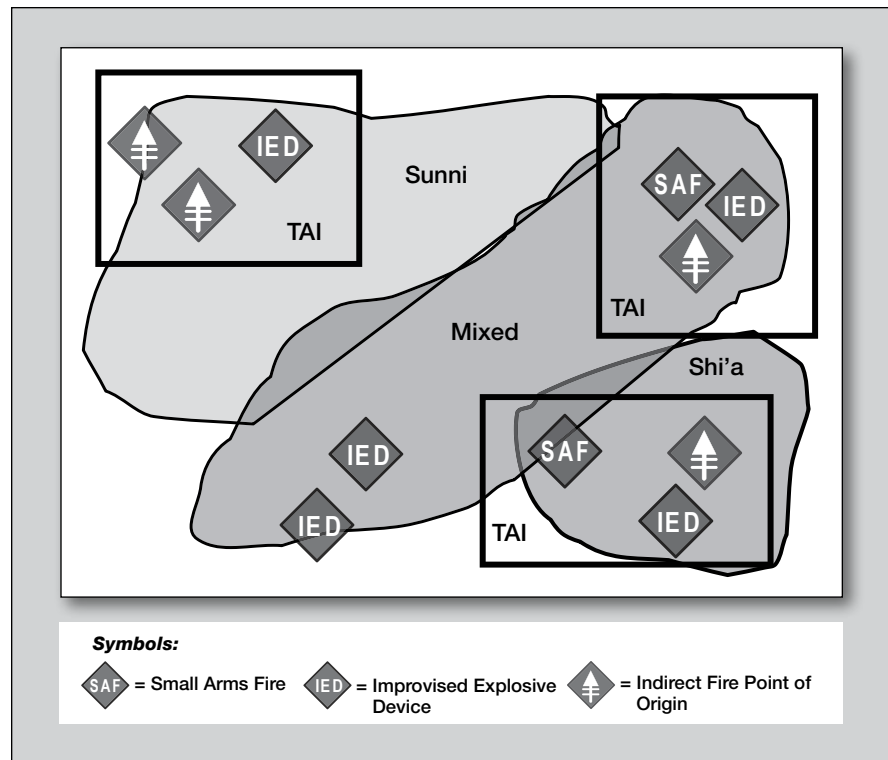 IED
Sunni
TAI
SAF
IED
TAI
Mixed
Shi’a
IED
SAF
IED
IED
TAI
Symbols:
SAF = Small Arms Fire
IED = Improvised Explosive
Device
= Indirect Fire Point of
Origin